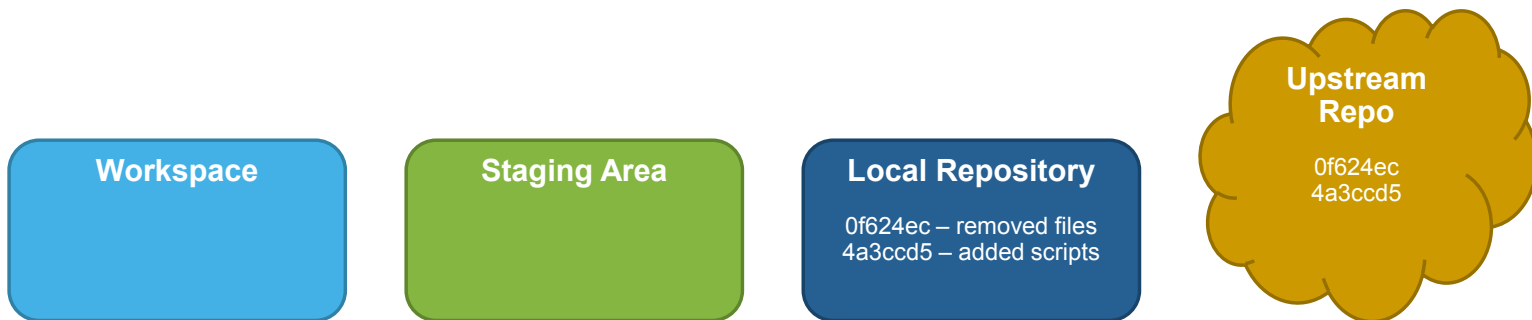 Workspace
Staging Area
Local Repository
0f624ec – removed files
4a3ccd5 – added scripts
Upstream
Repo
0f624ec
4a3ccd5